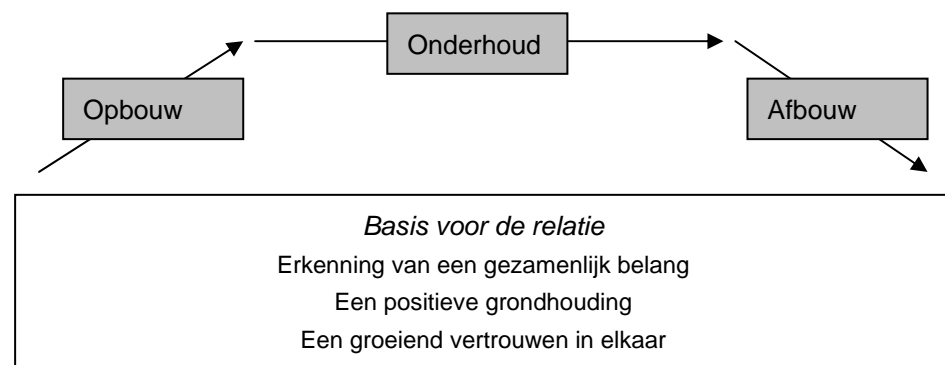 Onderhoud
Opbouw
Afbouw
Basis voor de relatie
Erkenning van een gezamenlijk belang
Een positieve grondhouding
Een groeiend vertrouwen in elkaar